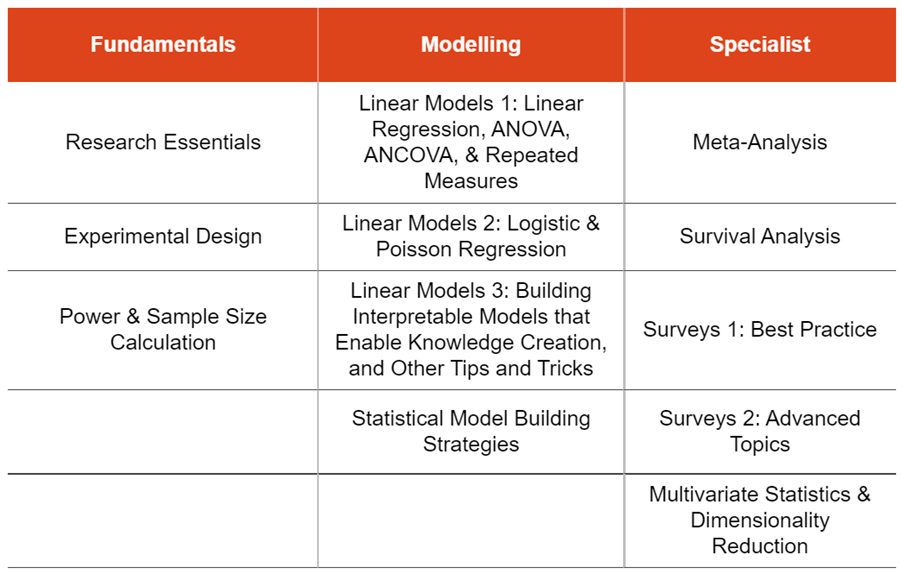 Fundamentals
Modelling
Specialist
Research Essentials
Linear Models 1: Linear
Regression, ANOVA,
ANCOVA, & Repeated
Measures
Meta-Analysis
Experimental Design
Linear Models 2: Logistic &
Poisson Regression
Survival Analysis
Power & Sample Size
Calculation
Linear Models 3: Building
Interpretable Models that
Enable Knowledge Creation,
and Other Tips and Tricks
Surveys 1: Best Practice
Statistical Model Building
Strategies
Surveys 2: Advanced
Topics
Multivariate Statistics &
Dimensionality
Reduction